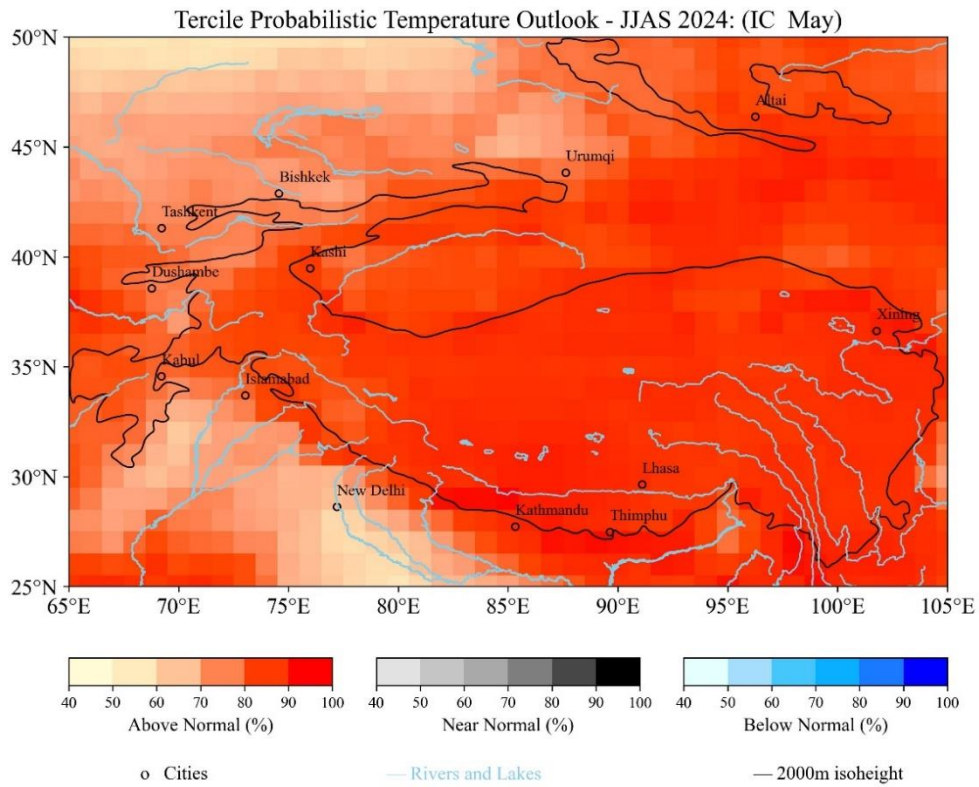 Tercile Probabilistic Temperature Outlook - JJAS 2024: (IC May)
50°N
Altai
45°N
Urumqi
Bishkek
Tashkent
40°N
Kashi
Dushambe
Xining
35°N
Kabul
Islamabad
30°N
Lhasa
New Delhi
Kathmandu
Thimphu
25°N
65°E 70°E 75°E 80°E 85°E 90°E 95°E 100°E 105°E
40 50 60 70 80 90 100 40 50 60 70 80 90 100 40 50 60 70 80 90 100
Above Normal (%) Near Normal (%) Below Normal (%)
Cities Rivers and Lakes 2000m isoheight